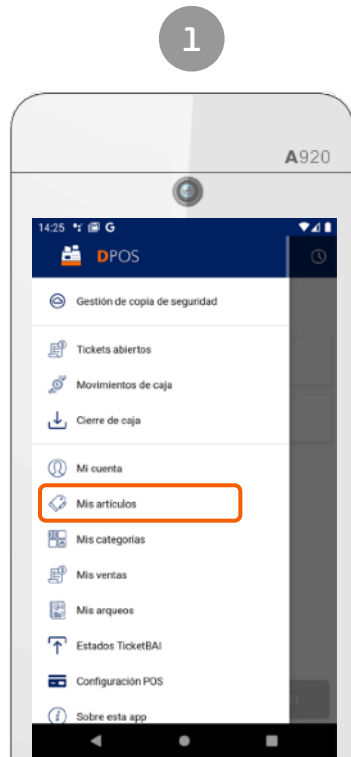 1
A920
14:25 G
DPOS
Gestión de copia de seguridad
Tickets abiertos
Movimientos de caja
Cierre de caja
Mi cuenta
Mis artículos
Mis categorías
Mis ventas
Mis arqueos
Estados TicketBAI
Configuración POS
Sobre esta app